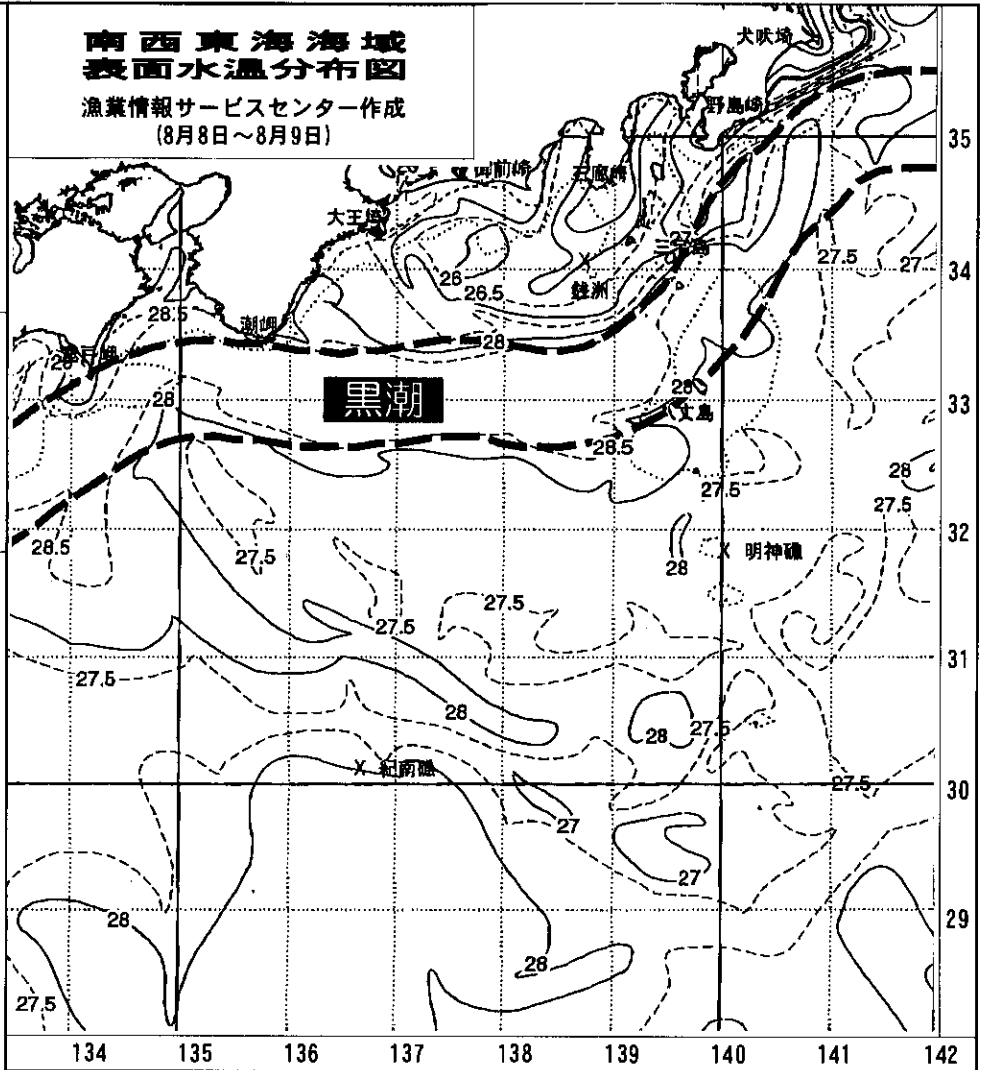 南西東海海域
表面水温分布図
漁業情報サービスセンター作成
(8月8日～8月9日)
犬吠埼
野島崎
35
御前崎
石廊崎
大王埼
27
三宅島
27.5
27
34
26
26.5
銭洲
28.5
潮岬
28
室戸岬
28
黒潮
28
33
28.5
丈島
28
27.5
27.5
28.5
27.5
32
28
X 明神礁
27.5
27.5
31
27.5
28
28
27.5
X 紀南礁
27.5
30
27
27
28
29
28
27.5
134 135 136 137 138 139 140 141 142